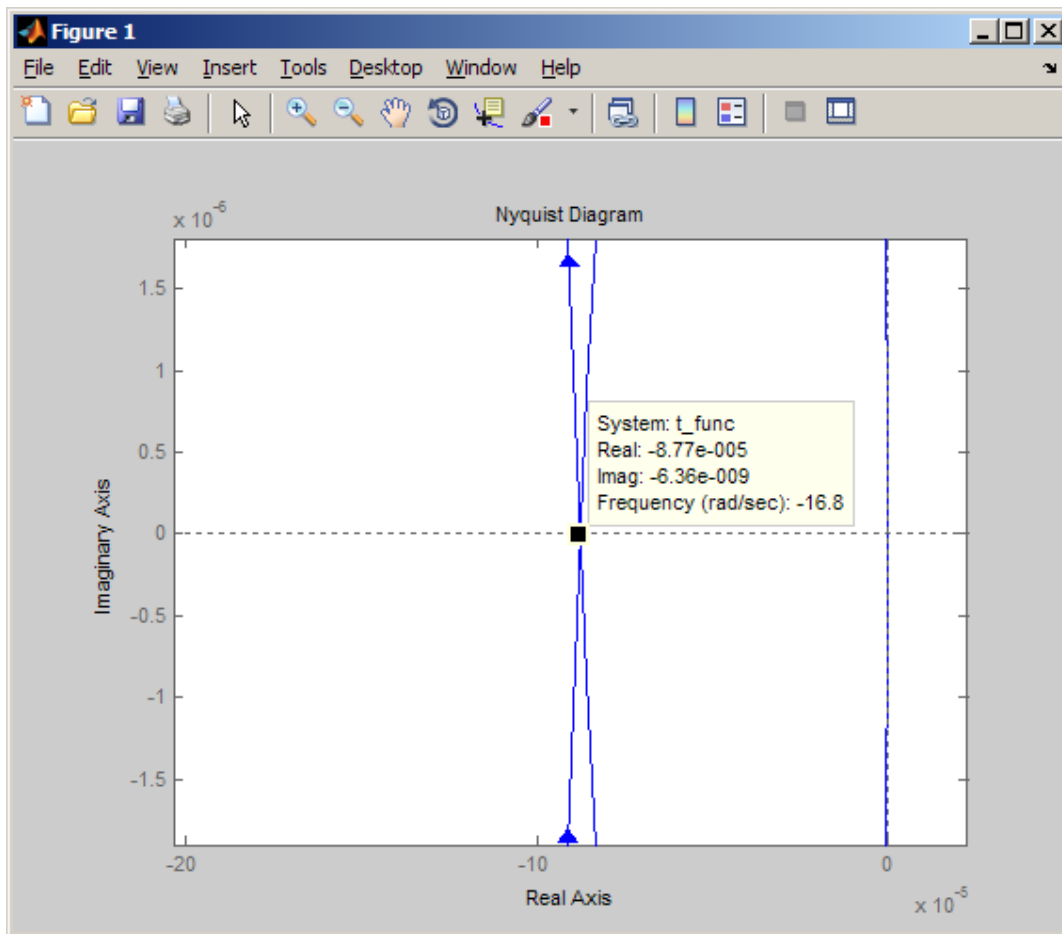 Figure 1
File Edit View Insert Tools Desktop Window Help
x 10^-6
Nyquist Diagram
1.5
1
0.5
0
-0.5
-1
-1.5
Imaginary Axis
System: t_func
Real: -8.77e-005
Imag: -6.36e-009
Frequency (rad/sec): -16.8
-20 -10 0
Real Axis
x 10^-5